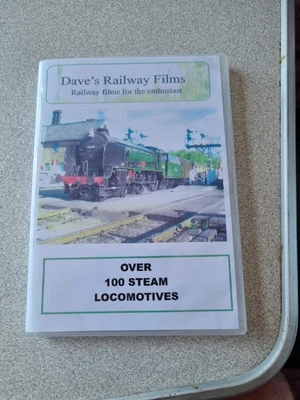 Dave's Railway Films
Railway films for the enthusiast
OVER
100 STEAM
LOCOMOTIVES